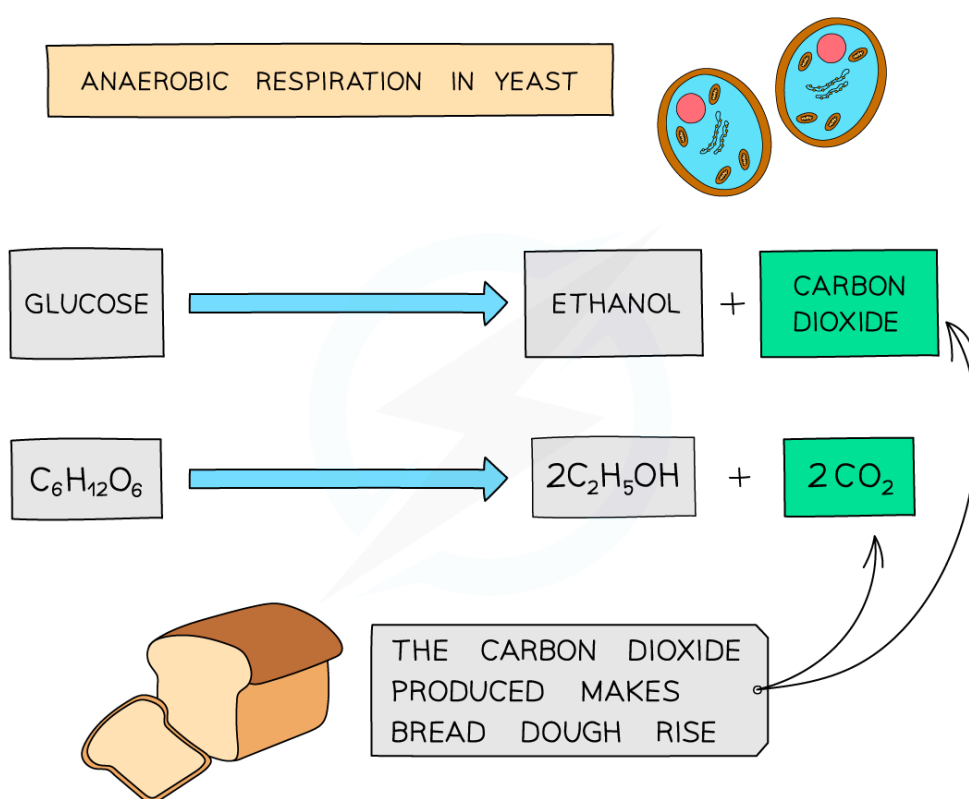 ANAEROBIC RESPIRATION IN YEAST
GLUCOSE
ETHANOL + CARBON DIOXIDE
C₆H₁₂O₆
2C₂H₅OH + 2CO₂
THE CARBON DIOXIDE
PRODUCED MAKES
BREAD DOUGH RISE